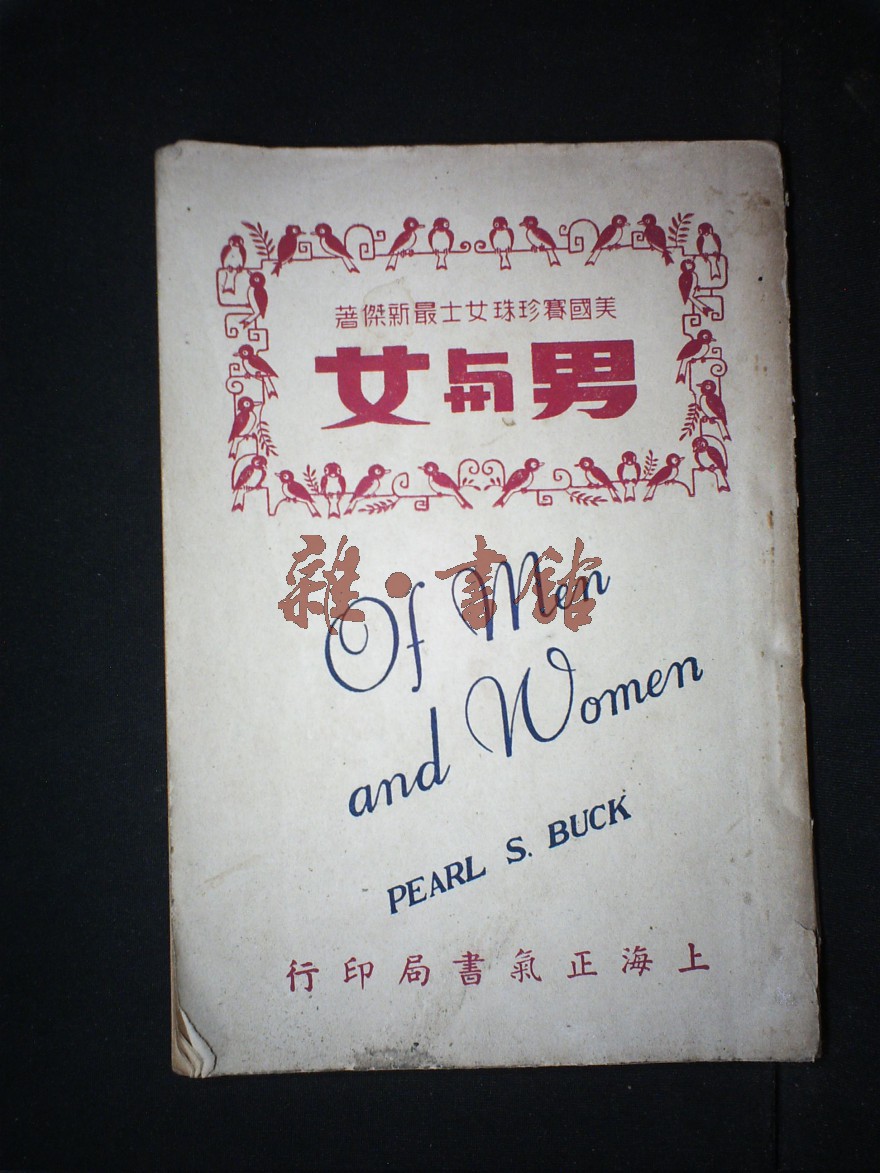 美國賽珍珠女士最新傑著
男與女
雜·書館
Of Men
and Women
PEARL S. BUCK
上海正氣書局印行